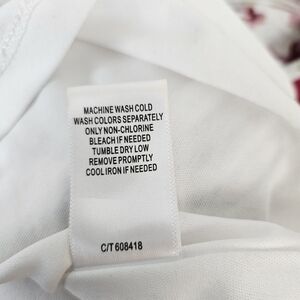 MACHINE WASH COLD
WASH COLORS SEPARATELY
ONLY NON-CHLORINE
BLEACH IF NEEDED
TUMBLE DRY LOW
REMOVE PROMPTLY
COOL IRON IF NEEDED
C/T 608418